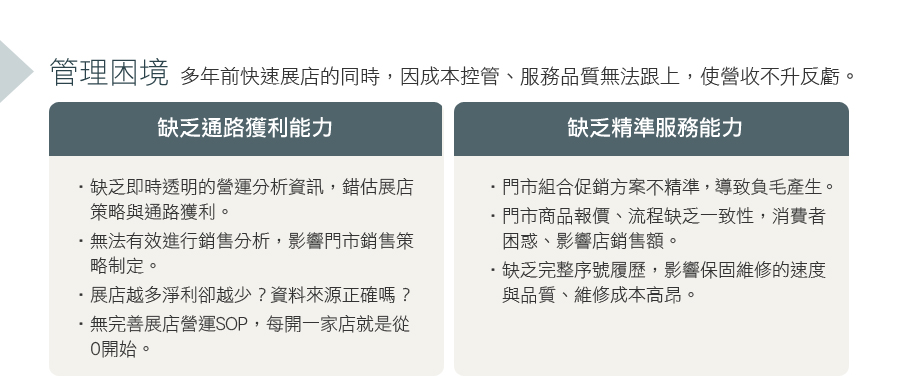 管理困境 多年前快速展店的同時，因成本控管、服務品質無法跟上，使營收不升反虧。
缺乏通路獲利能力
・缺乏即時透明的營運分析資訊，錯估展店
策略與通路獲利。
・無法有效進行銷售分析，影響門市銷售策
略制定。
・展店越多淨利卻越少？資料來源正確嗎？
・無完善展店營運SOP，每開一家店就是從
0開始。
缺乏精準服務能力
・門市組合促銷方案不精準，導致負毛產生。
・門市商品報價、流程缺乏一致性，消費者
困惑、影響店銷售額。
・缺乏完整序號履歷，影響保固維修的速度
與品質、維修成本高昂。